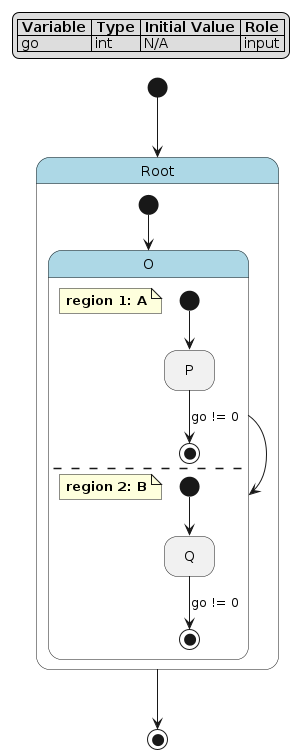 Variable Type Initial Value Role
go int N/A input
Root
O
region 1: A
P
go != 0
region 2: B
Q
go != 0